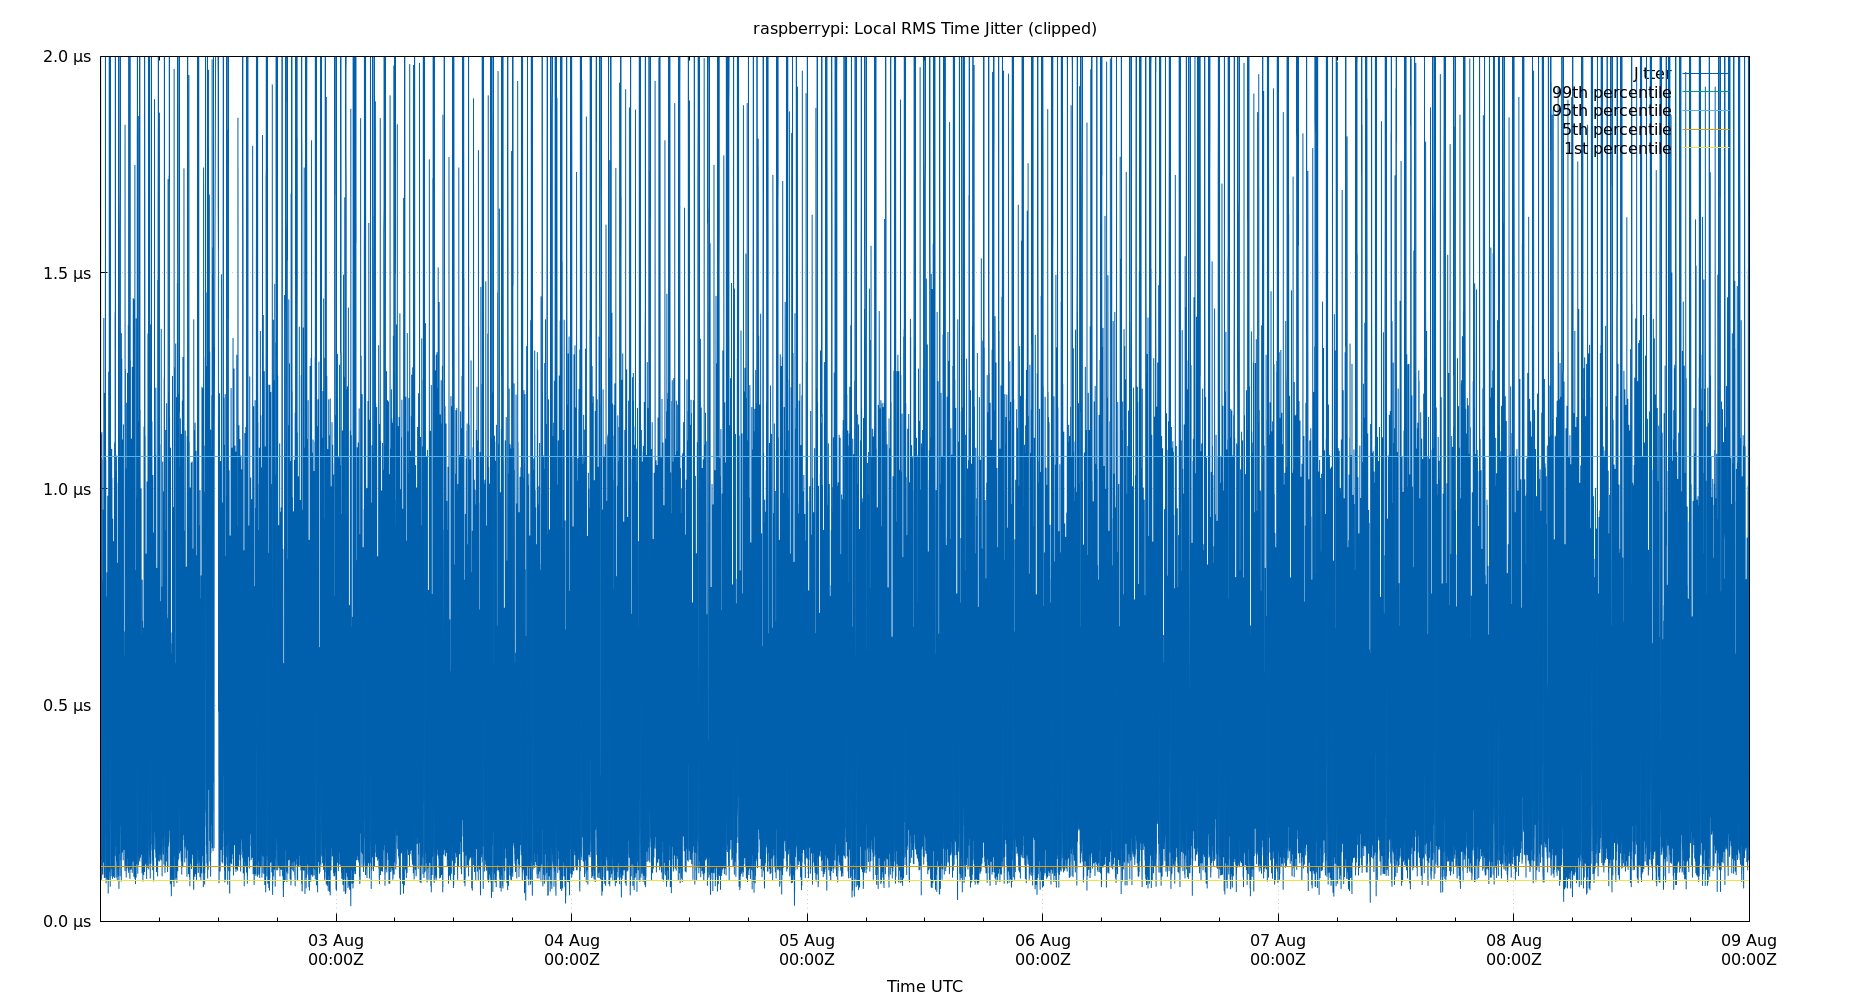 raspberrypi: Local RMS Time Jitter (clipped)
2.0 µs
1.5 µs
1.0 µs
0.5 µs
0.0 µs
Jitter
99th percentile
95th percentile
5th percentile
1st percentile
03 Aug
00:00Z
04 Aug
00:00Z
05 Aug
00:00Z
06 Aug
00:00Z
07 Aug
00:00Z
08 Aug
00:00Z
09 Aug
00:00Z
Time UTC